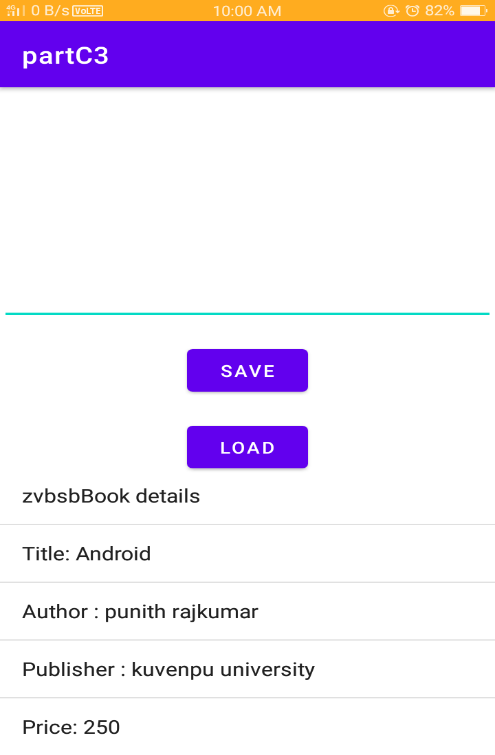 0 B/s VoLTE 10:00 AM 82%
partC3
SAVE
LOAD
zvbsbBook details
Title: Android
Author : punith rajkumar
Publisher : kuvenpu university
Price: 250